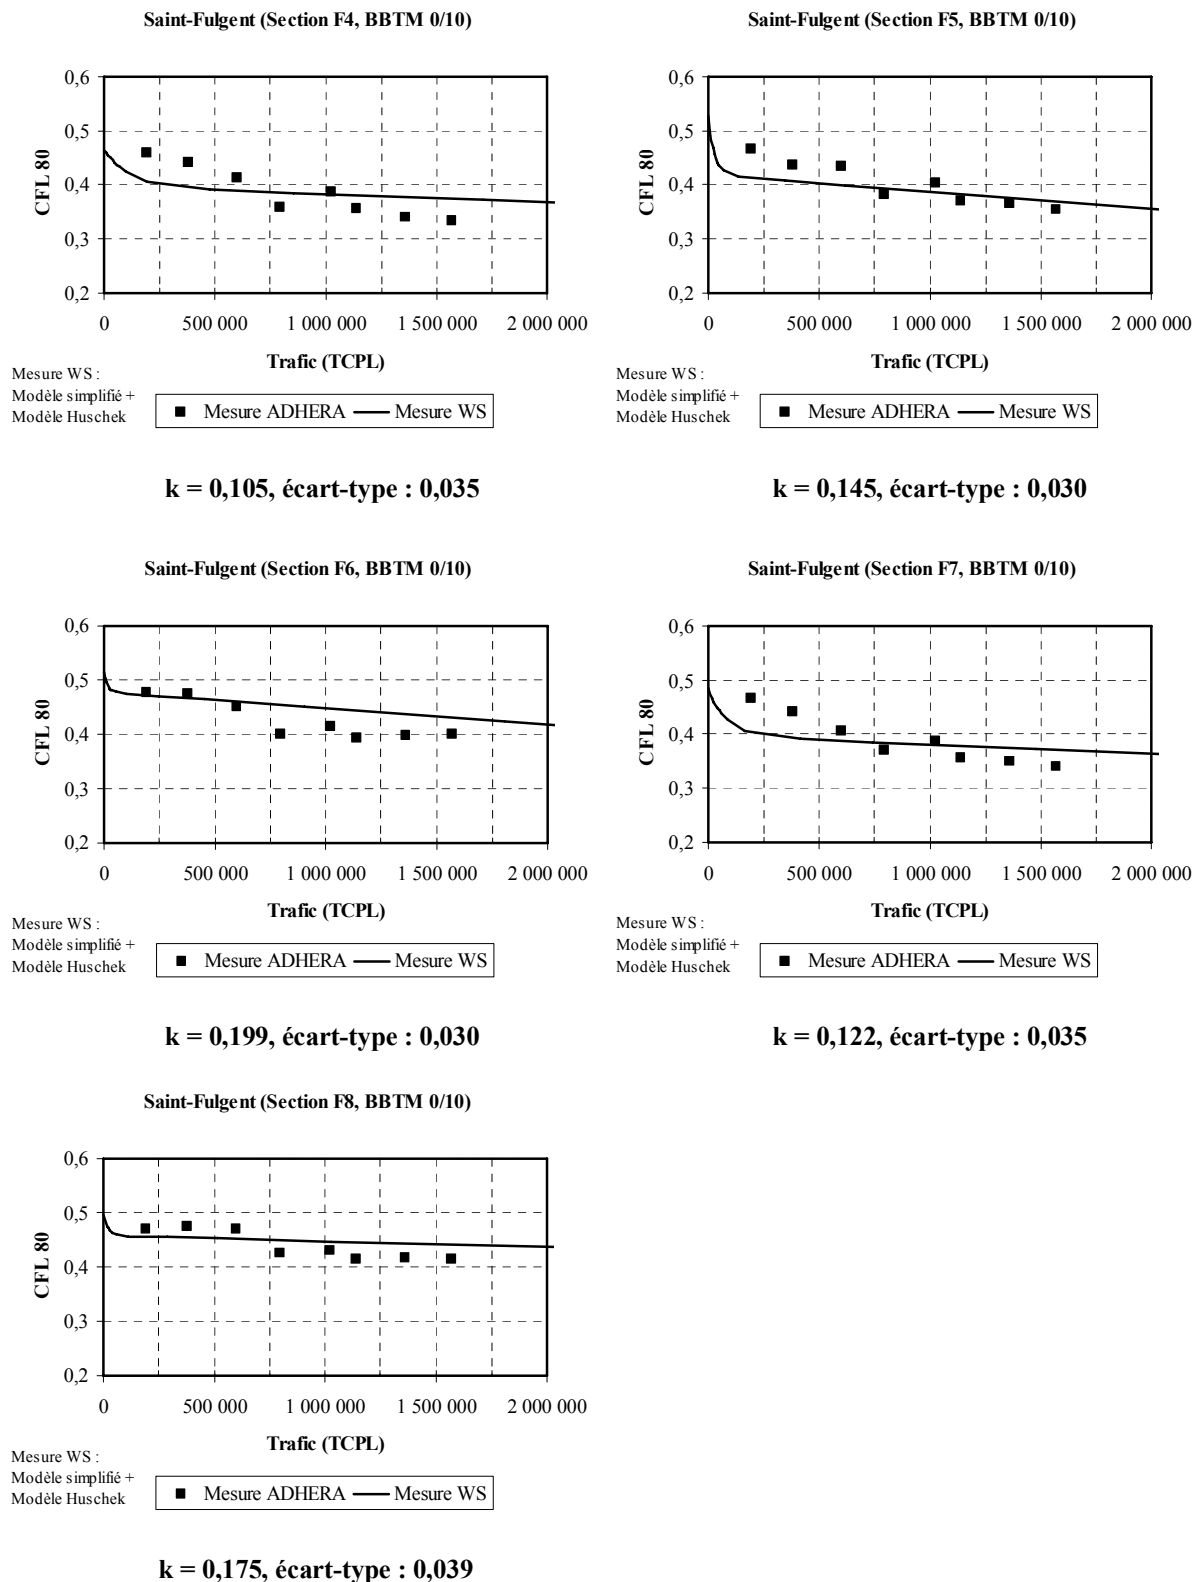 Saint-Fulgent (Section F4, BBTM 0/10)
0,6
0,5
0,4
0,3
0,2
CFL 80
0 500 000 1 000 000 1 500 000 2 000 000
Trafic (TCPL)
Mesure WS :
Modèle simplifié +
Modèle Huschek
Mesure ADHERA Mesure WS
k = 0,105, écart-type : 0,035
Saint-Fulgent (Section F5, BBTM 0/10)
0,6
0,5
0,4
0,3
0,2
CFL 80
0 500 000 1 000 000 1 500 000 2 000 000
Trafic (TCPL)
Mesure WS :
Modèle simplifié +
Modèle Huschek
Mesure ADHERA Mesure WS
k = 0,145, écart-type : 0,030
Saint-Fulgent (Section F6, BBTM 0/10)
0,6
0,5
0,4
0,3
0,2
CFL 80
0 500 000 1 000 000 1 500 000 2 000 000
Trafic (TCPL)
Mesure WS :
Modèle simplifié +
Modèle Huschek
Mesure ADHERA Mesure WS
k = 0,199, écart-type : 0,030
Saint-Fulgent (Section F7, BBTM 0/10)
0,6
0,5
0,4
0,3
0,2
CFL 80
0 500 000 1 000 000 1 500 000 2 000 000
Trafic (TCPL)
Mesure WS :
Modèle simplifié +
Modèle Huschek
Mesure ADHERA Mesure WS
k = 0,122, écart-type : 0,035
Saint-Fulgent (Section F8, BBTM 0/10)
0,6
0,5
0,4
0,3
0,2
CFL 80
0 500 000 1 000 000 1 500 000 2 000 000
Trafic (TCPL)
Mesure WS :
Modèle simplifié +
Modèle Huschek
Mesure ADHERA Mesure WS
k = 0,175, écart-type : 0,039